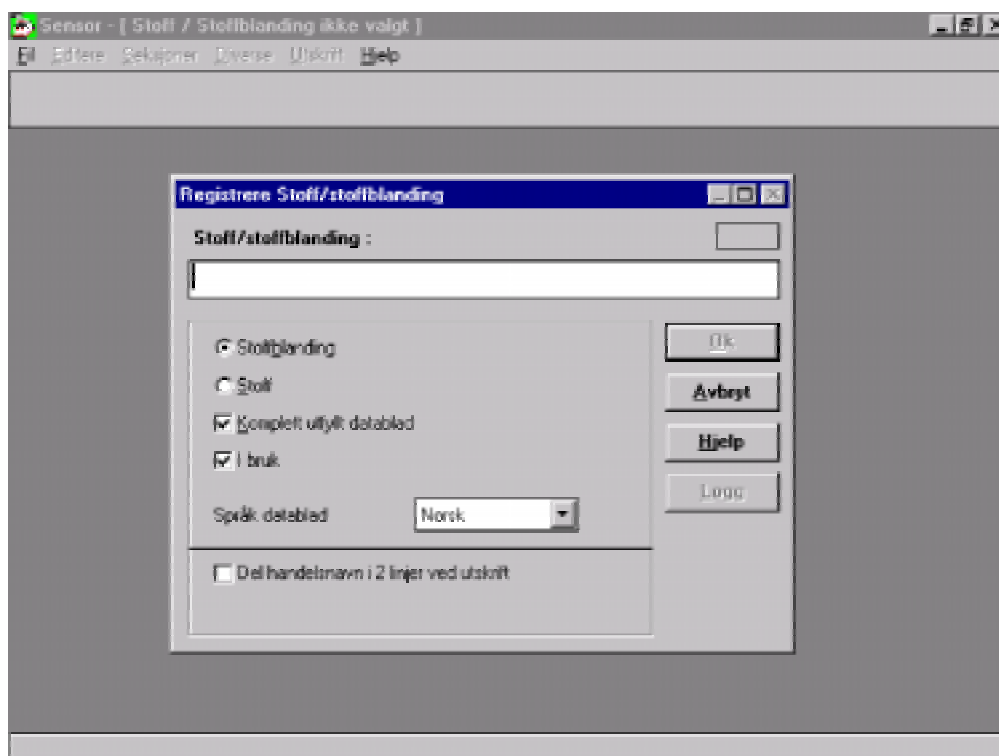 Sensor - [ Stoff / Stoffblanding ikke valgt ]
Fil Editere Seksjoner Diverse Utskrift Hjelp
Registrere Stoff/stoffblanding
Stoff/stoffblanding :
Stoffblanding
Ok
Stoff
Avbryt
Komplett utfyllt datablad
Hjelp
I bruk
Logg
Språk datablad
Norsk
Del handelsnavn i 2 linjer ved utskrift